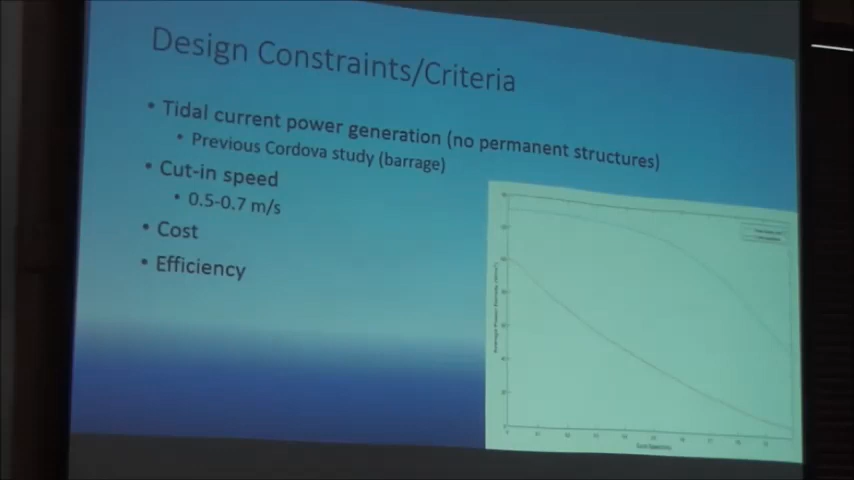 Design Constraints/Criteria
• Tidal current power generation (no permanent structures)
• Previous Cordova study (barrage)
• Cut-in speed
• 0.5-0.7 m/s
• Cost
• Efficiency